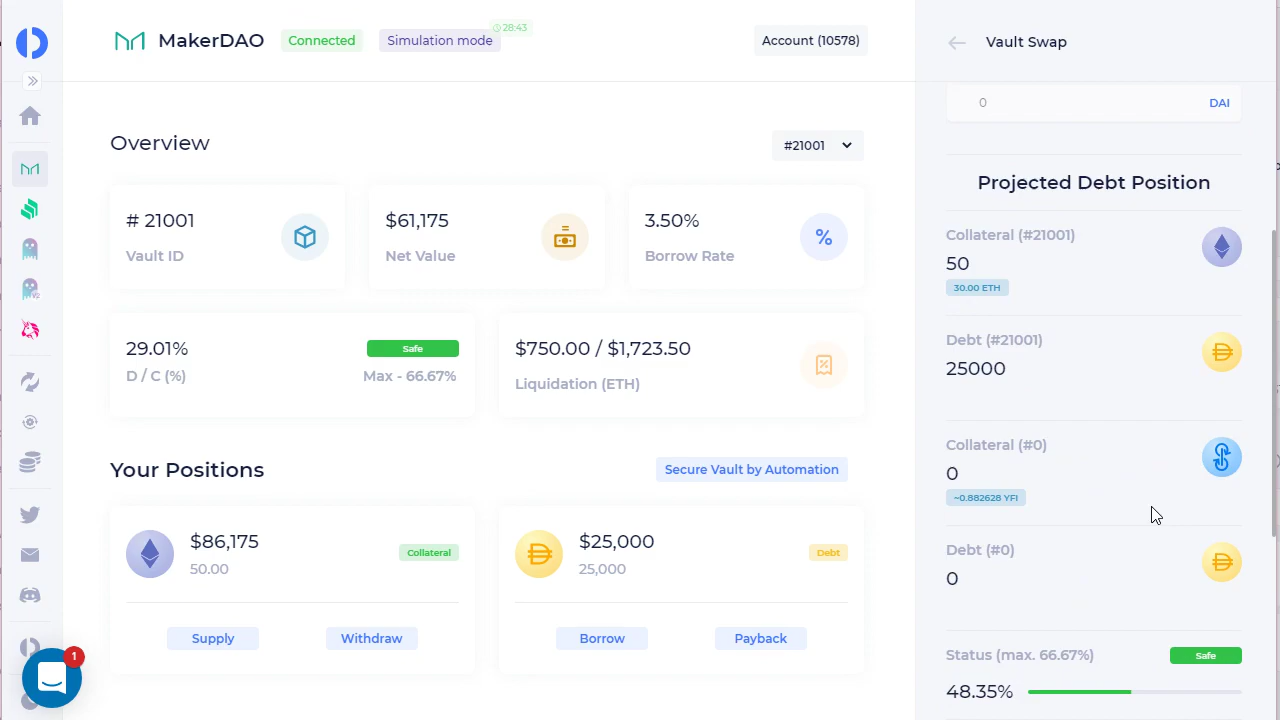 MakerDAO
Connected
Simulation mode
28:43
Account (10578)
Overview
#21001
# 21001
Vault ID
$61,175
Net Value
3.50%
Borrow Rate
29.01%
Safe
D / C (%)
Max - 66.67%
$750.00 / $1,723.50
Liquidation (ETH)
Your Positions
Secure Vault by Automation
$86,175
50.00
Collateral
$25,000
25,000
Debt
Supply
Withdraw
Borrow
Payback
V2
1
Vault Swap
0
DAI
Projected Debt Position
Collateral (#21001)
50
30.00 ETH
Debt (#21001)
25000
Collateral (#0)
0
~0.882628 YFI
Debt (#0)
0
Status (max. 66.67%)
Safe
48.35%